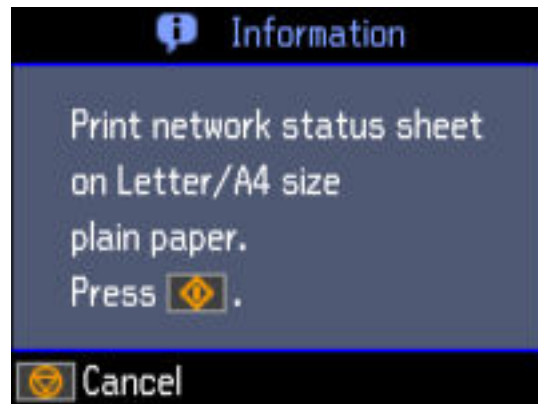 Information
Print network status sheet
on Letter/A4 size
plain paper.
Press .
Cancel